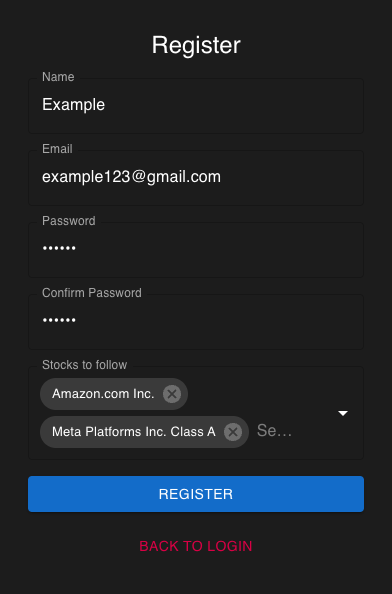 Register
Name
Example
Email
example123@gmail.com
Password
••••••
Confirm Password
••••••
Stocks to follow
Amazon.com Inc.
Meta Platforms Inc. Class A Se...
REGISTER
BACK TO LOGIN